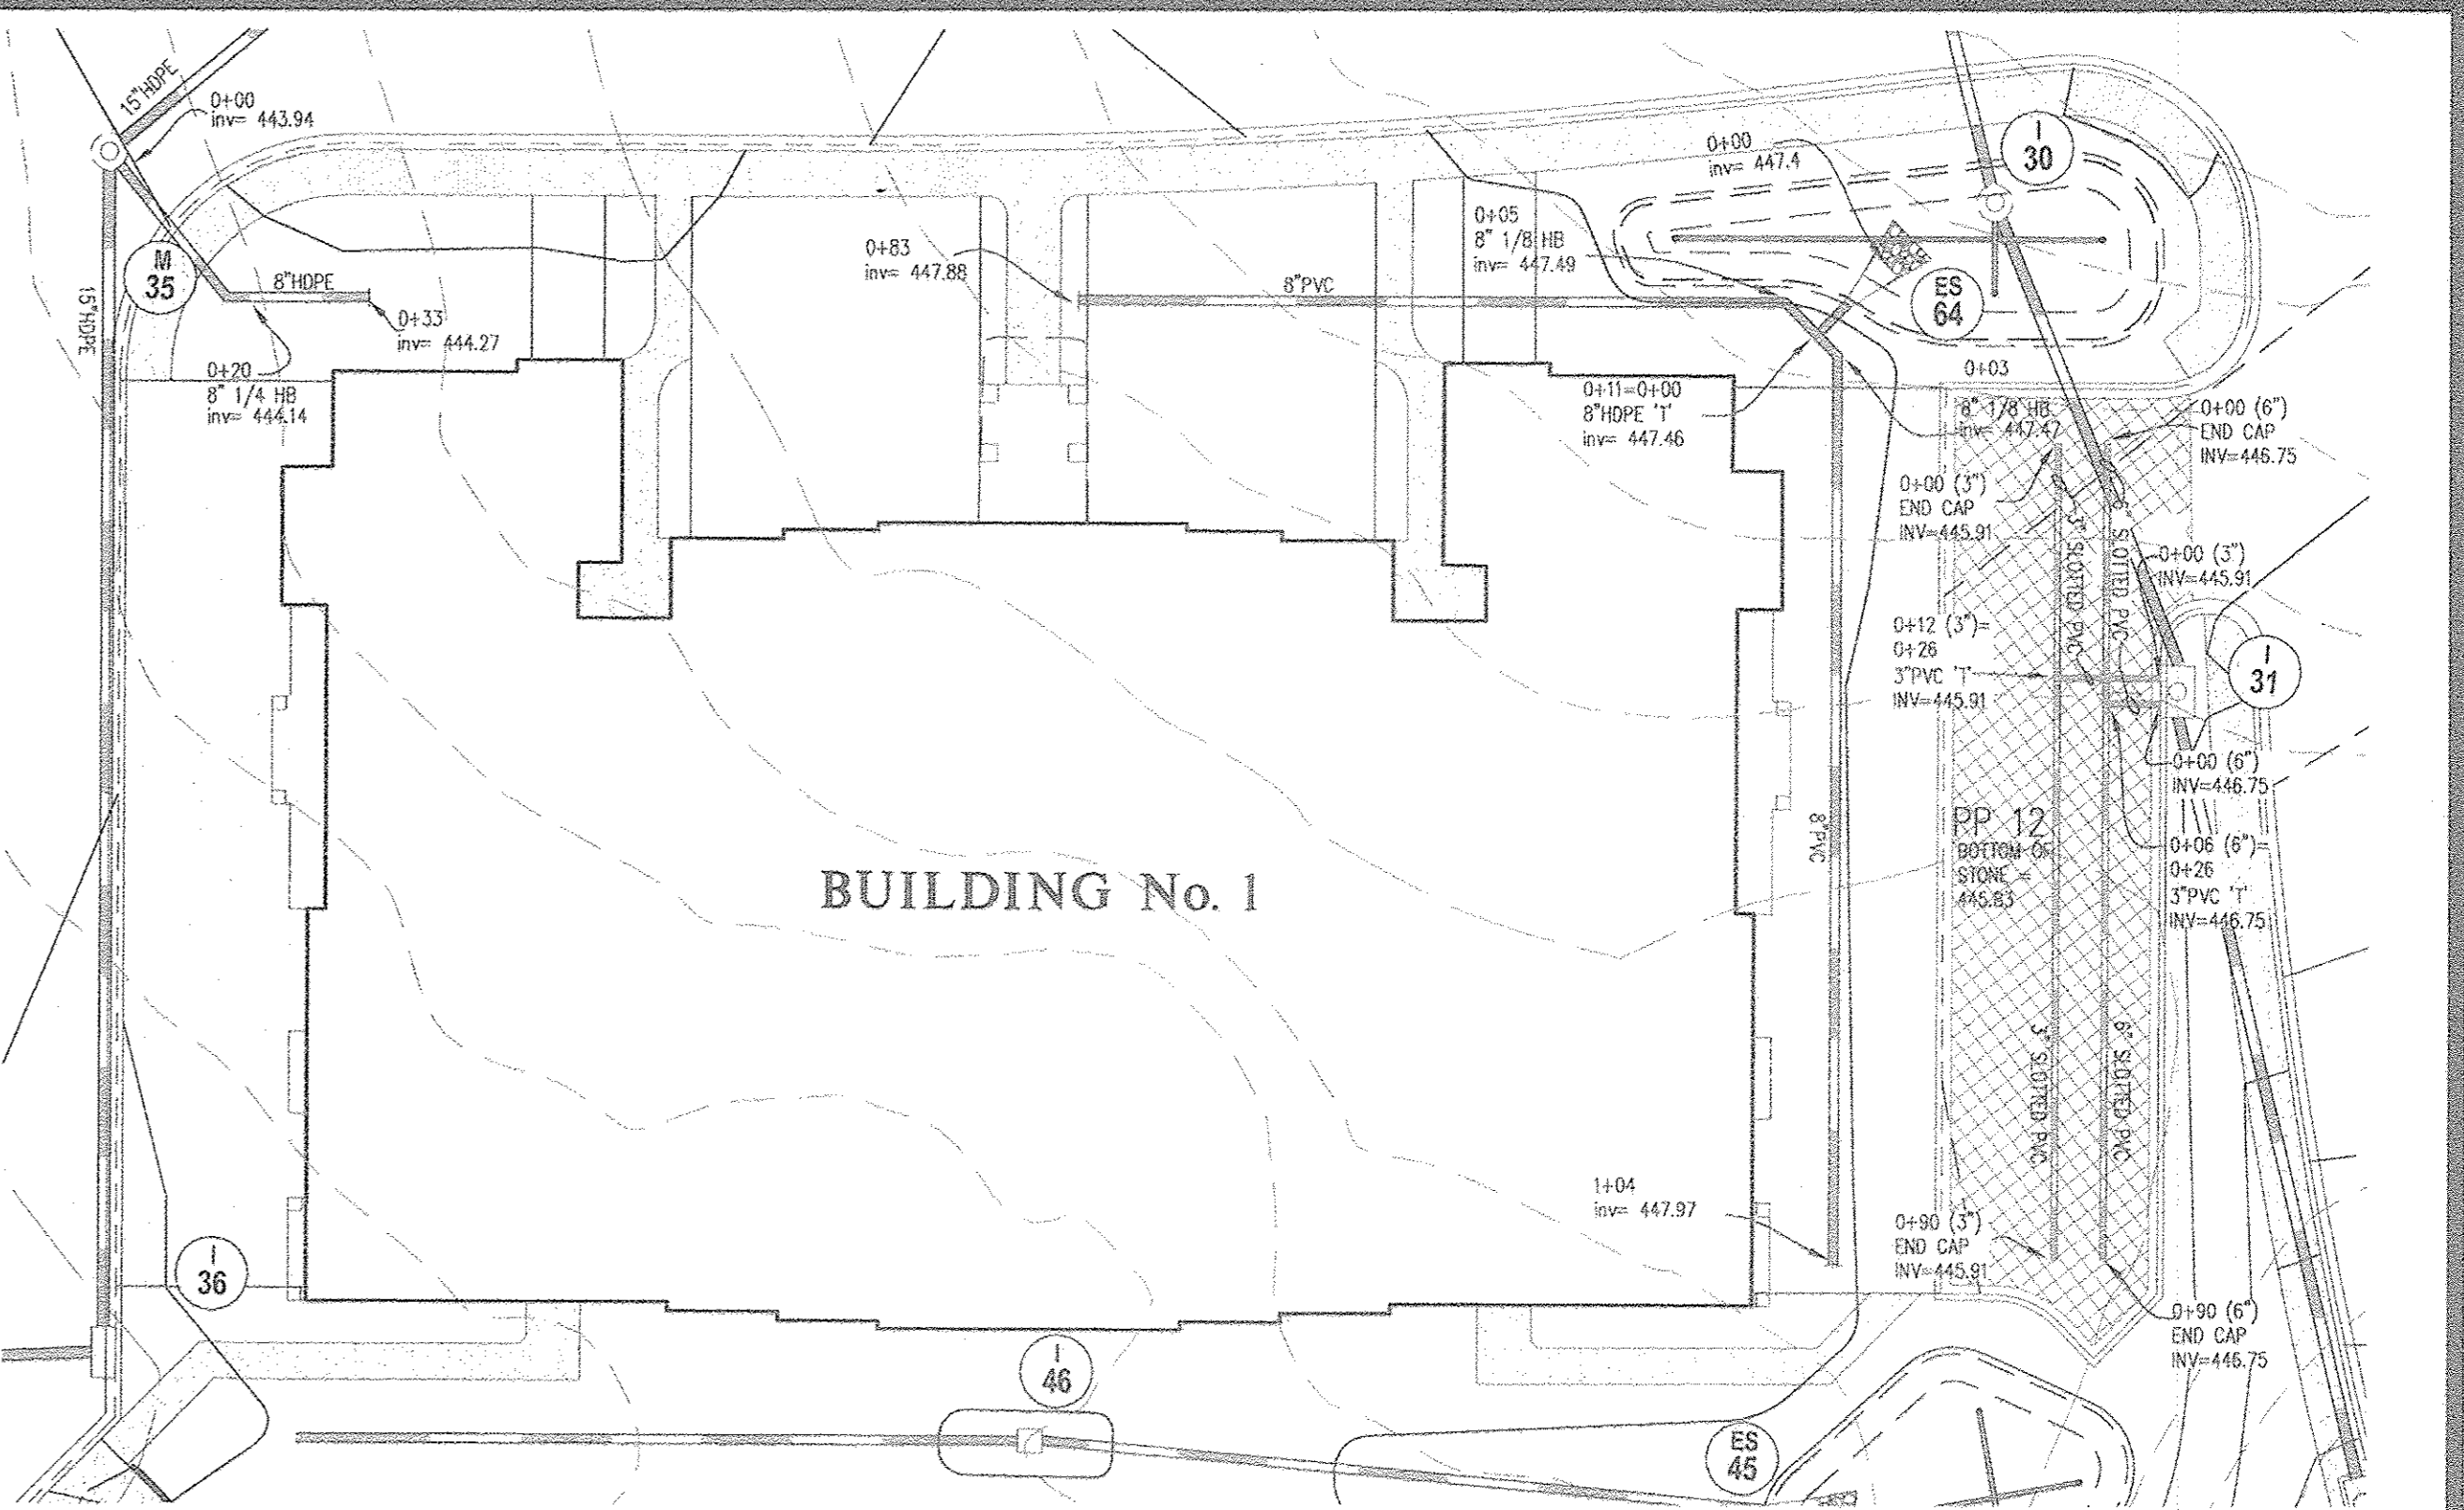 15"HDPE
0+00
inv= 443.94
M
35
15"HDPE
8"HDPE
0+33
inv= 444.27
0+20
8" 1/4 HB
inv= 444.14
0+83
inv= 447.88
8"PVC
0+05
8" 1/8 HB
inv= 447.49
0+00
inv= 447.4
I
30
ES
64
0+11=0+00
8"HDPE 'T'
inv= 447.46
0+03
8" 1/8 HB
inv= 447.47
0+00 (6")
END CAP
INV=446.75
0+00 (3")
END CAP
INV=445.91
3" SLOTTED PVC
6" SLOTTED PVC
0+00 (3")
INV=445.91
0+12 (3")=
0+26
3"PVC 'T'
INV=445.91
I
31
0+00 (6")
INV=446.75
0+06 (6")=
0+26
3"PVC 'T'
INV=446.75
PP 12
BOTTOM OF
STONE =
445.83
8"PVC
BUILDING No. 1
3" SLOTTED PVC
6" SLOTTED PVC
1+04
inv= 447.97
0+90 (3")
END CAP
INV=445.91
0+90 (6")
END CAP
INV=446.75
I
36
I
46
ES
45